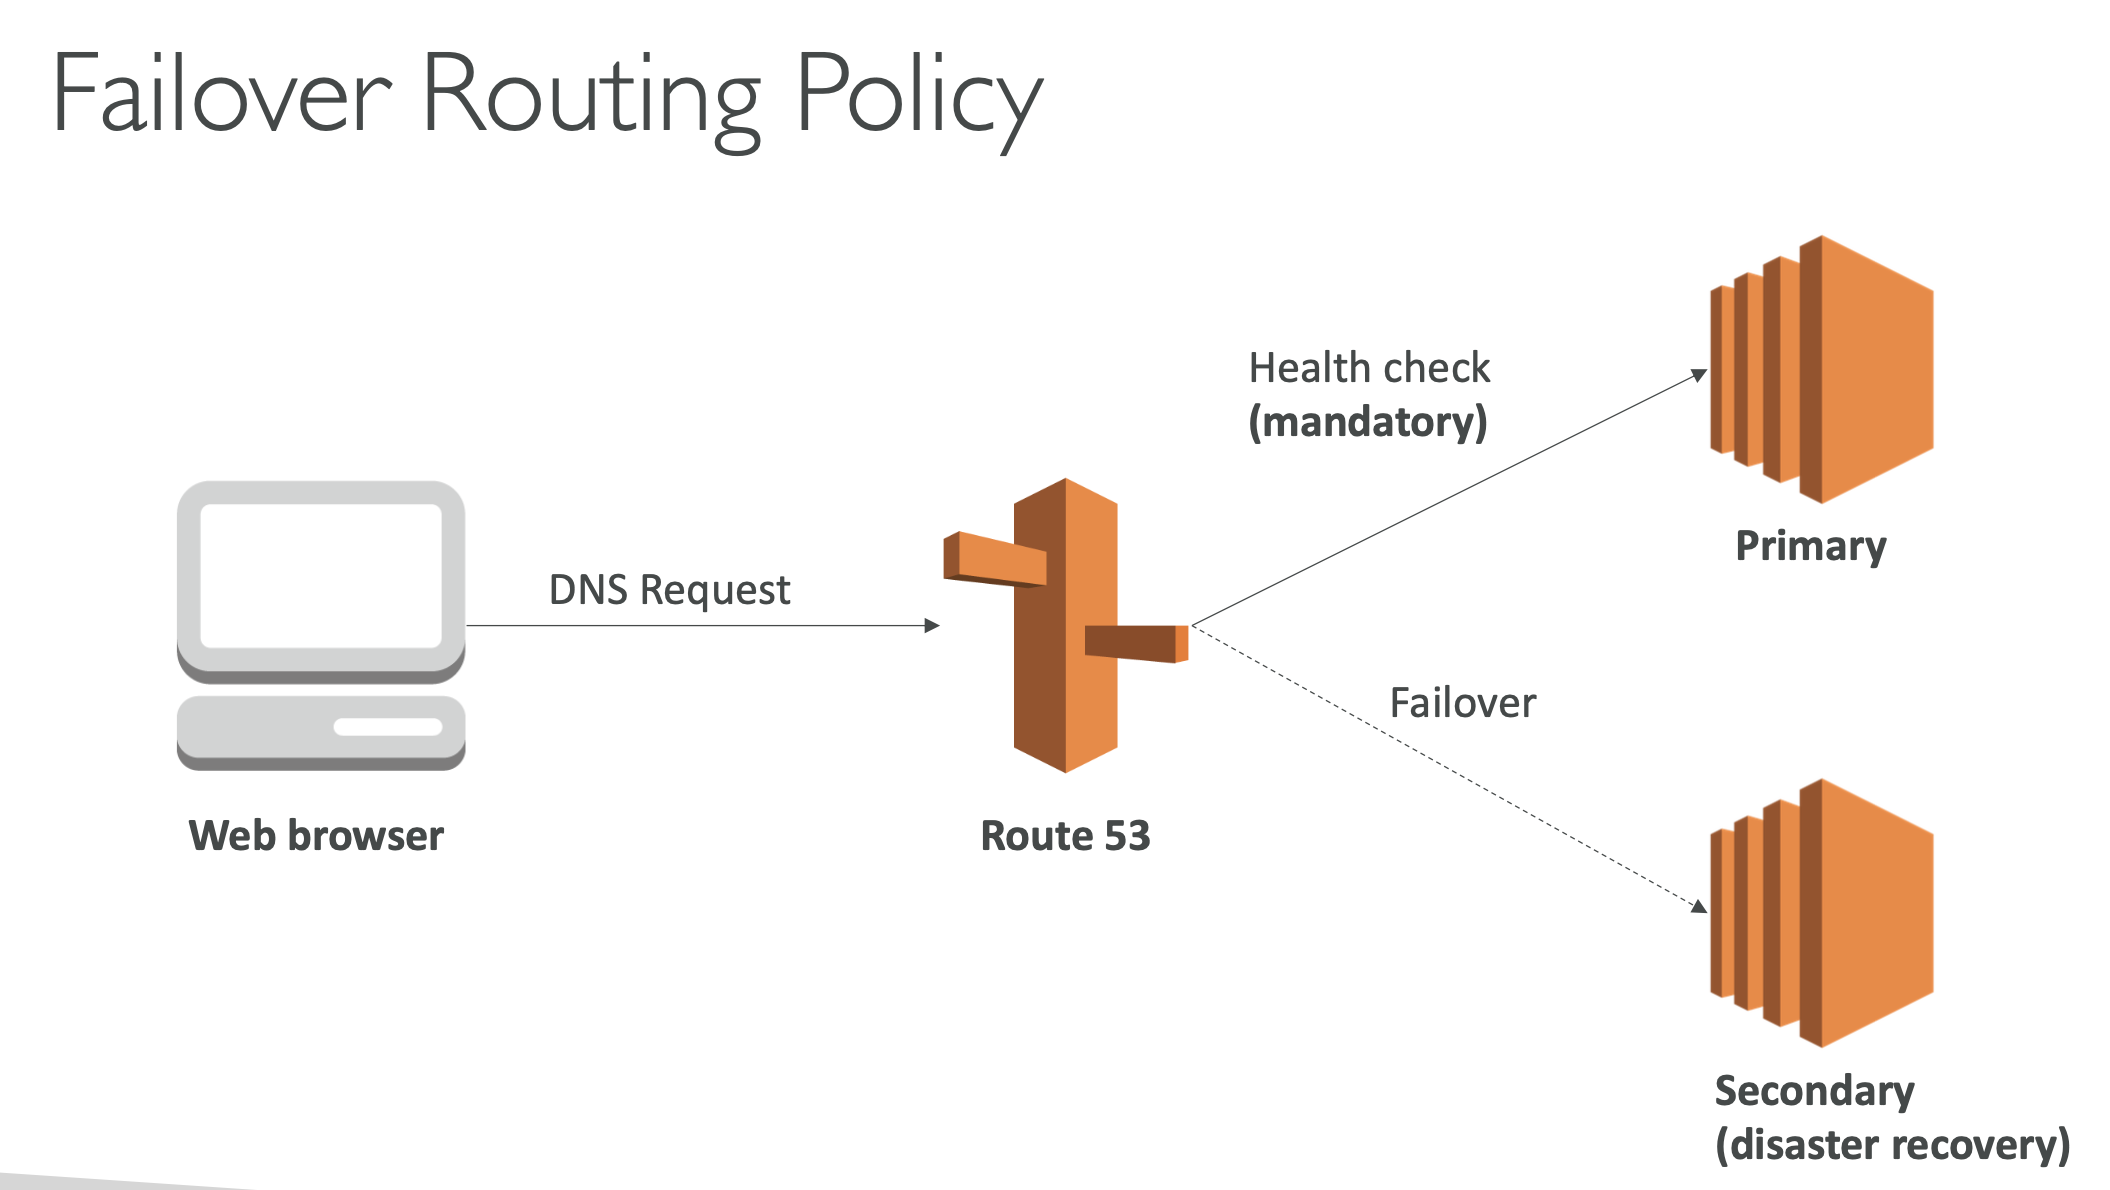 Failover Routing Policy
Health check
(mandatory)
Primary
DNS Request
Failover
Web browser
Route 53
Secondary
(disaster recovery)